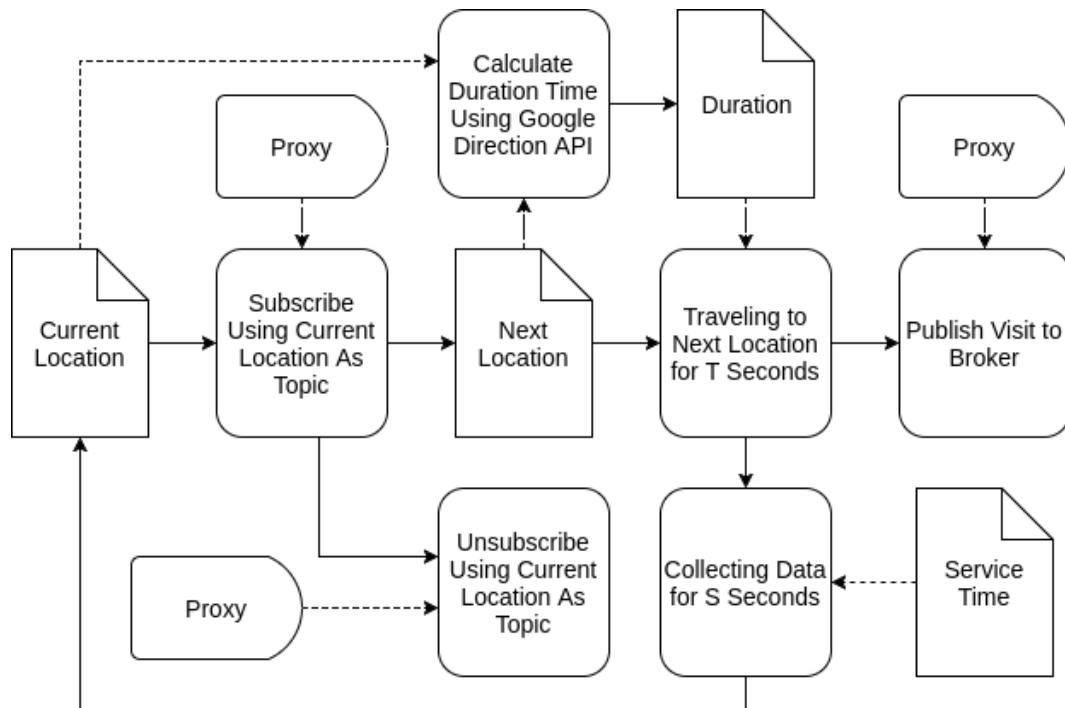 Calculate
Duration Time
Using Google
Direction API
Duration
Proxy
Proxy
Current
Location
Subscribe
Using Current
Location As
Topic
Next
Location
Traveling to
Next Location
for T Seconds
Publish Visit to
Broker
Proxy
Unsubscribe
Using Current
Location As
Topic
Collecting Data
for S Seconds
Service
Time